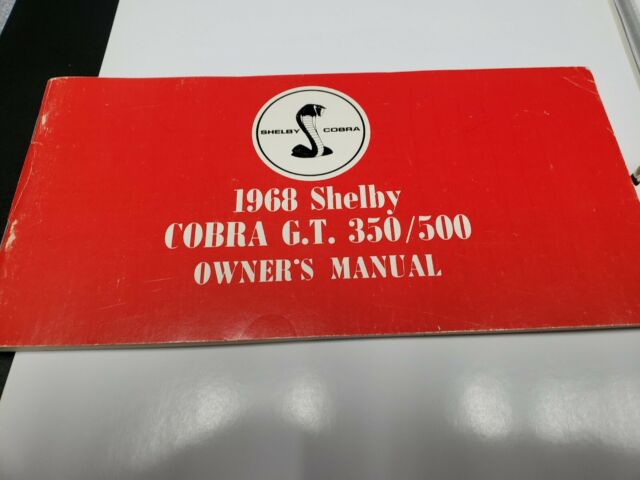 SHELBY COBRA
1968 Shelby
COBRA G.T. 350/500
OWNER'S MANUAL